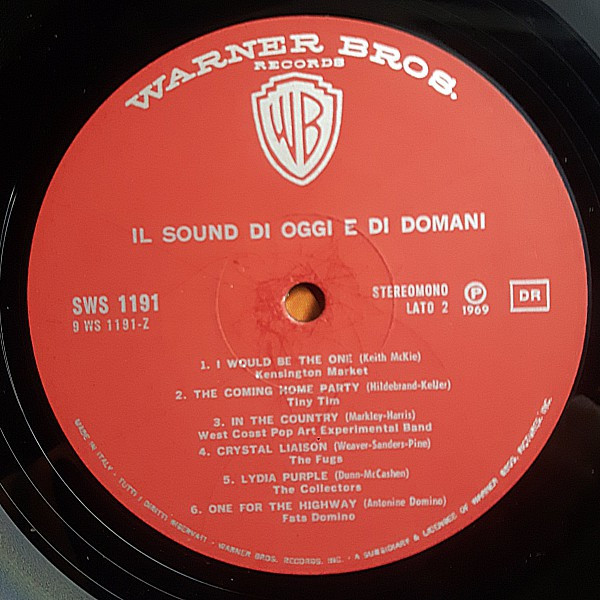 WARNER BROS.
RECORDS
WB
IL SOUND DI OGGI E DI DOMANI
SWS 1191
9 WS 1191-Z
STEREOMONO
LATO 2
P
1969
DR
1. I WOULD BE THE ONE (Keith McKie)
Kensington Market
2. THE COMING HOME PARTY (Hildebrand-Keller)
Tiny Tim
3. IN THE COUNTRY (Markley-Harris)
West Coast Pop Art Experimental Band
4. CRYSTAL LIAISON (Weaver-Sanders-Pine)
The Fugs
5. LYDIA PURPLE (Dunn-McCashen)
The Collectors
6. ONE FOR THE HIGHWAY (Antonine Domino)
Fats Domino
MADE IN ITALY - TUTTI I DIRITTI RISERVATI - WARNER BROS. RECORDS, INC. - A SUBSIDIARY & LICENSEE OF WARNER BROS. PICTURES, INC.